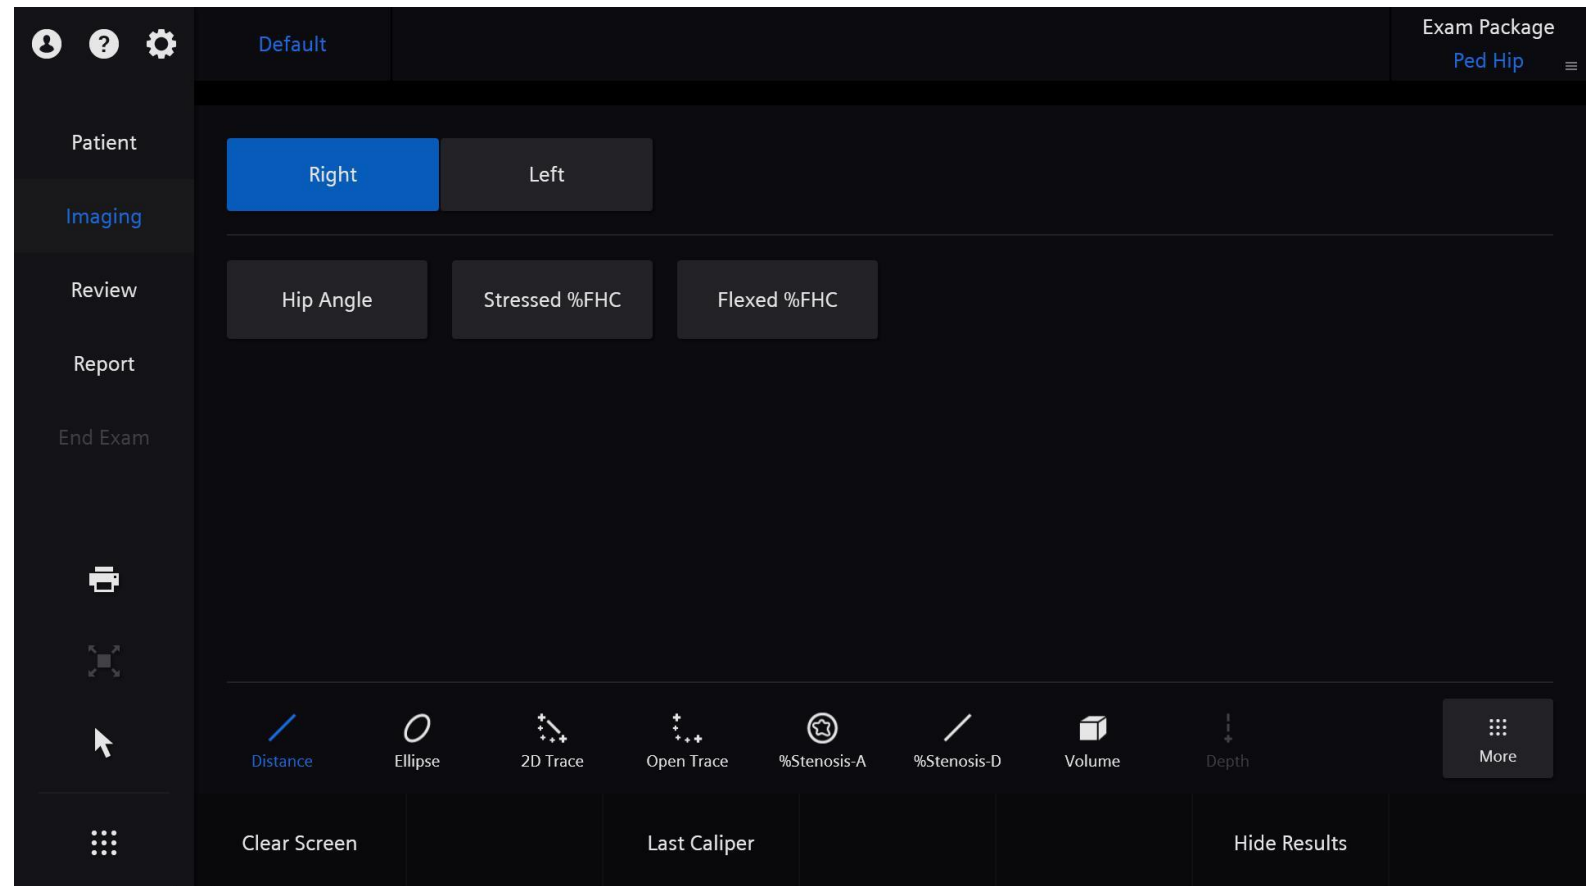 Default
Exam Package
Ped Hip
Patient
Imaging
Review
Report
End Exam
Right
Left
Hip Angle
Stressed %FHC
Flexed %FHC
Distance
Ellipse
2D Trace
Open Trace
%Stenosis-A
%Stenosis-D
Volume
Depth
More
Clear Screen
Last Caliper
Hide Results